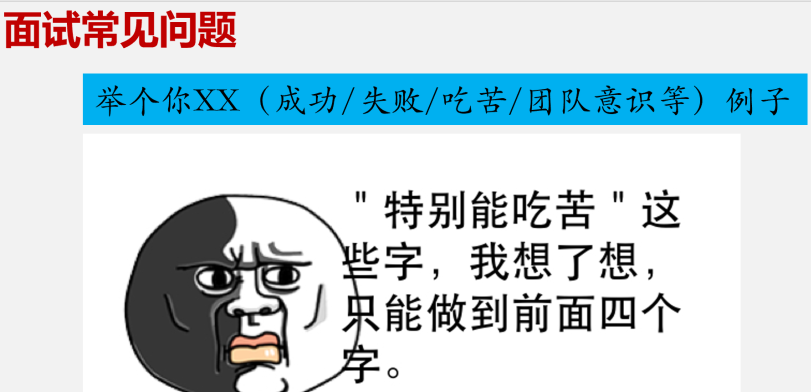 面试常见问题
举个你XX（成功/失败/吃苦/团队意识等）例子
"特别能吃苦"这
些字，我想了想，
只能做到前面四个
字。